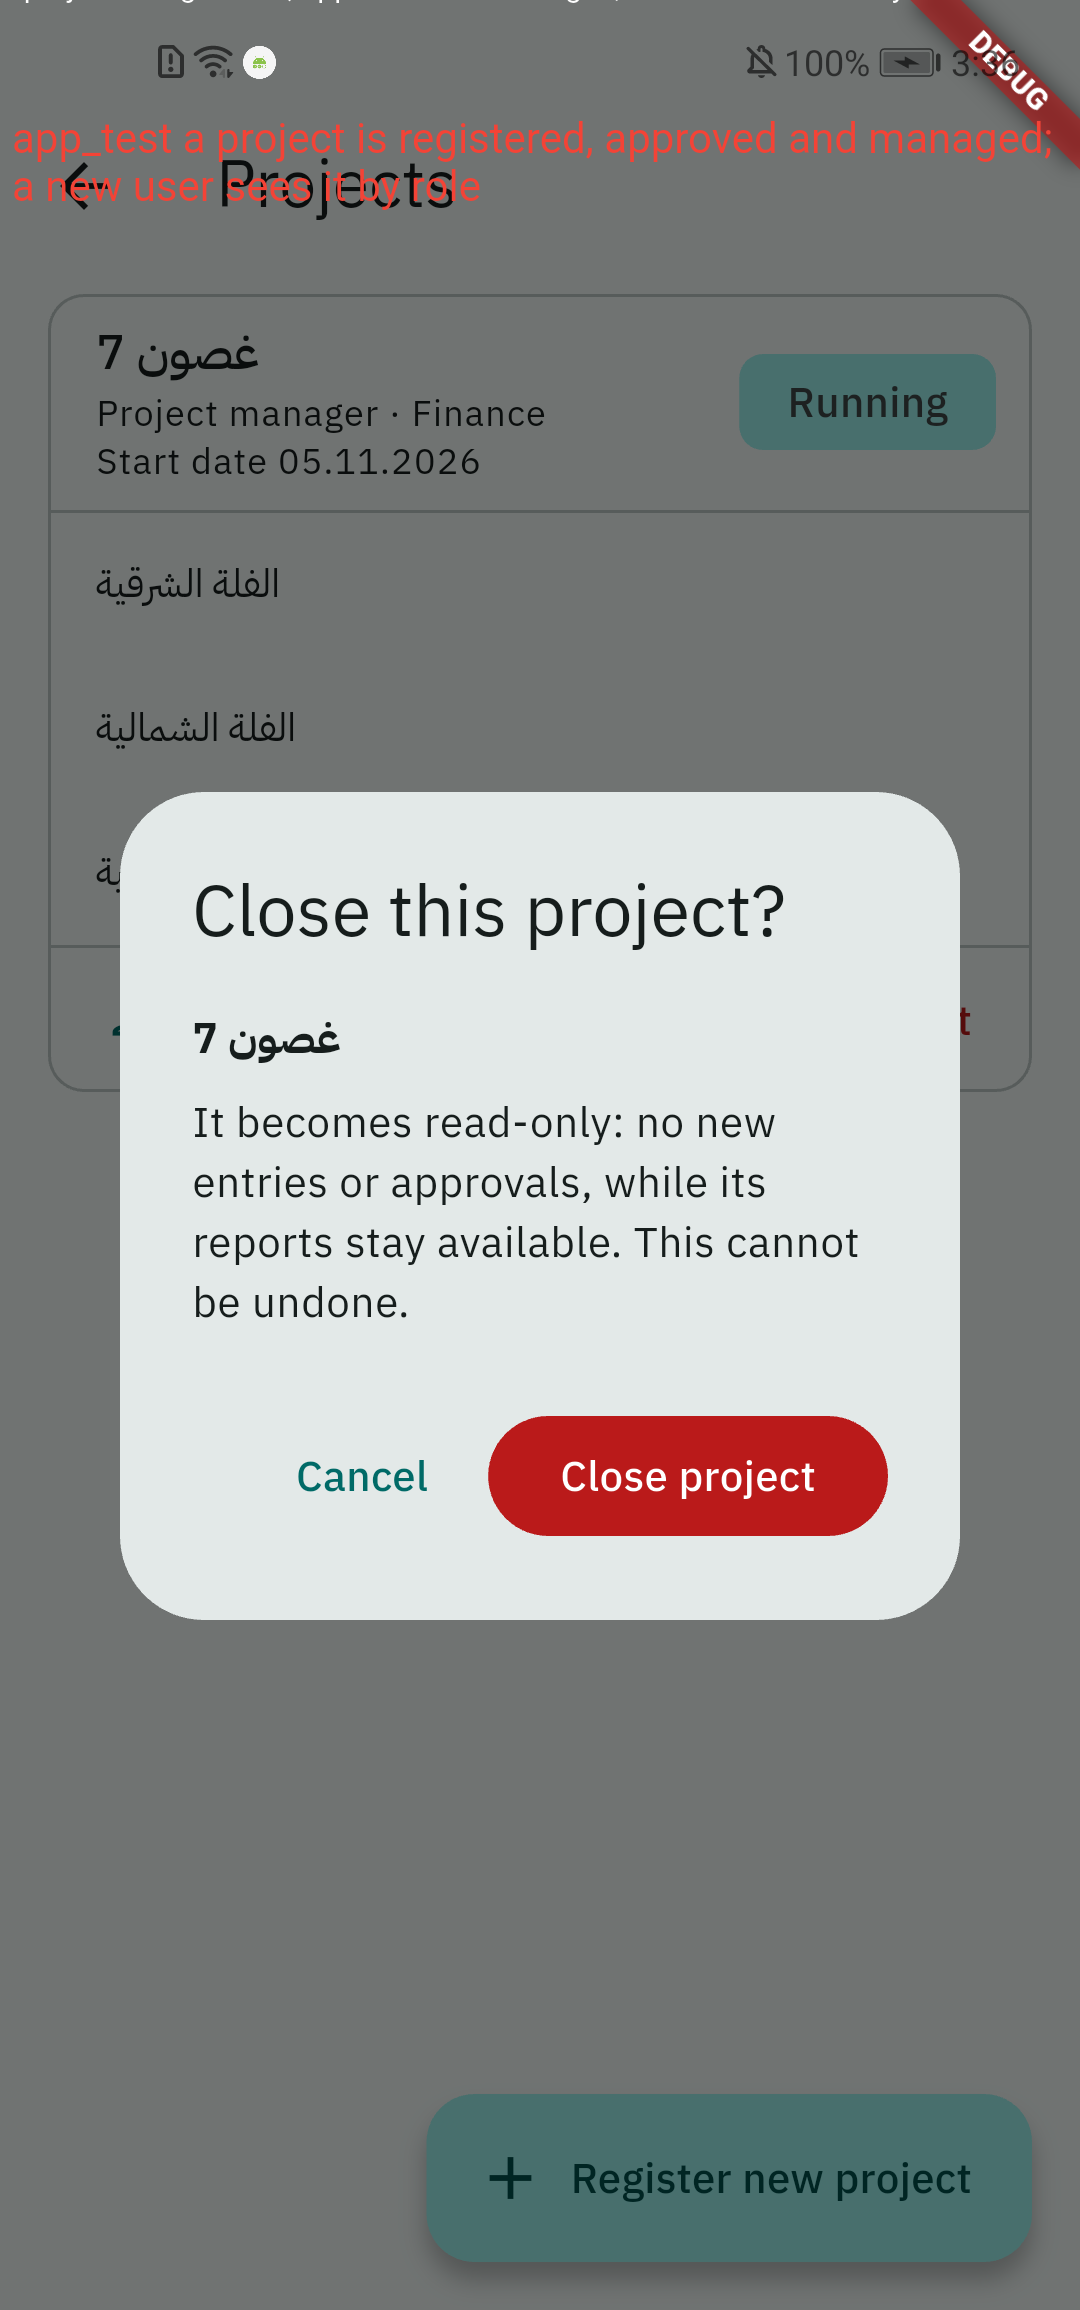 100%
DEBUG
app_test a project is registered, approved and managed;
a new user sees it by role
Projects
غصون 7
Running
Project manager · Finance
Start date 05.11.2026
الفلة الشرقية
الفلة الشمالية
Close this project?
غصون 7
It becomes read-only: no new
entries or approvals, while its
reports stay available. This cannot
be undone.
Cancel
Close project
Register new project